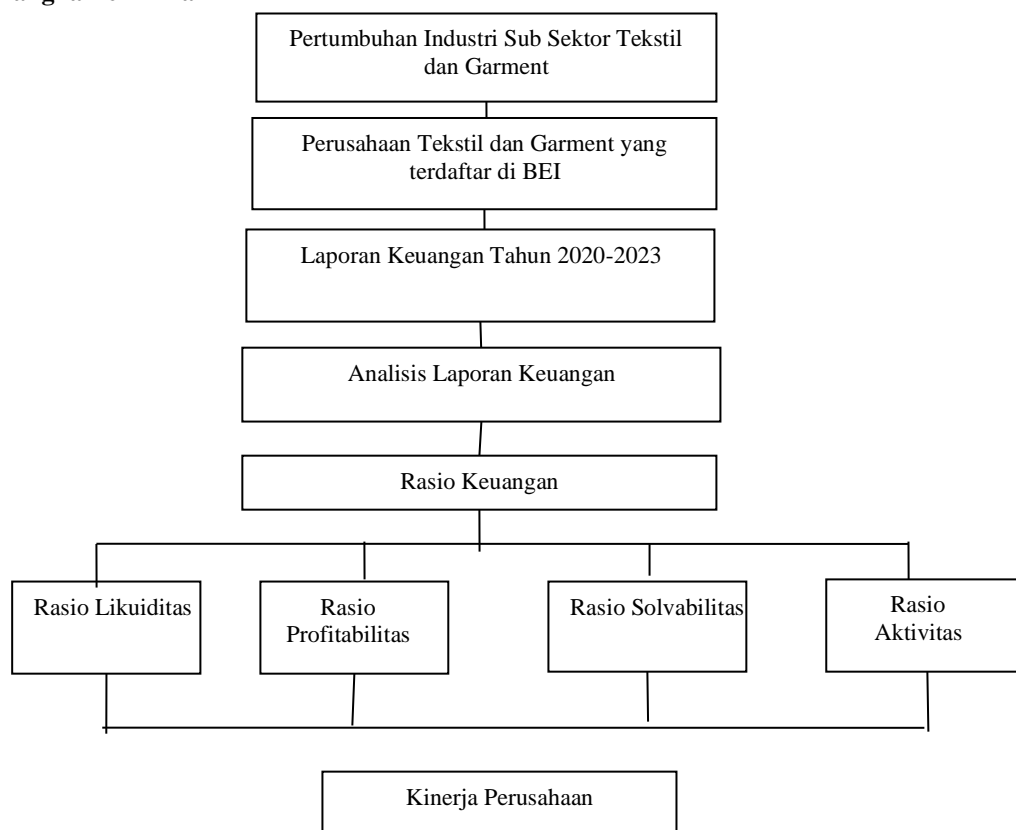 Pertumbuhan Industri Sub Sektor Tekstil
dan Garment
Perusahaan Tekstil dan Garment yang
terdaftar di BEI
Laporan Keuangan Tahun 2020-2023
Analisis Laporan Keuangan
Rasio Keuangan
Rasio Likuiditas
Rasio
Profitabilitas
Rasio Solvabilitas
Rasio
Aktivitas
Kinerja Perusahaan